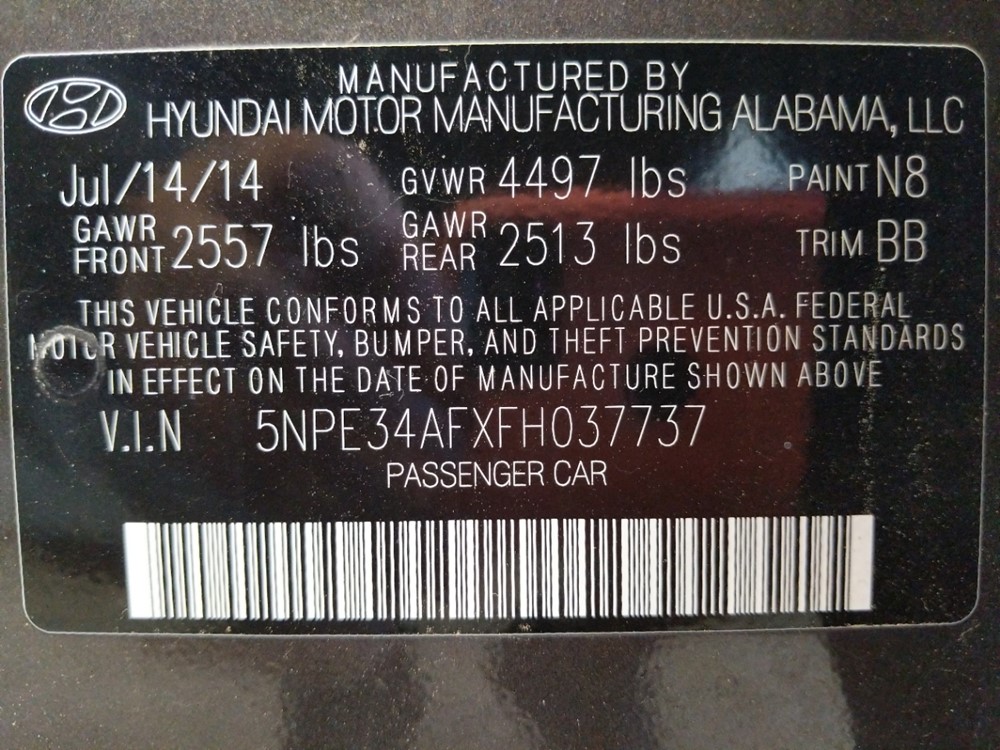 MANUFACTURED BY
HYUNDAI MOTOR MANUFACTURING ALABAMA, LLC
Jul/14/14 GVWR 4497 lbs PAINT N8
GAWR FRONT 2557 lbs GAWR REAR 2513 lbs TRIM BB
THIS VEHICLE CONFORMS TO ALL APPLICABLE U.S.A. FEDERAL
MOTOR VEHICLE SAFETY, BUMPER, AND THEFT PREVENTION STANDARDS
IN EFFECT ON THE DATE OF MANUFACTURE SHOWN ABOVE
V.I.N 5NPE34AFXFH037737
PASSENGER CAR